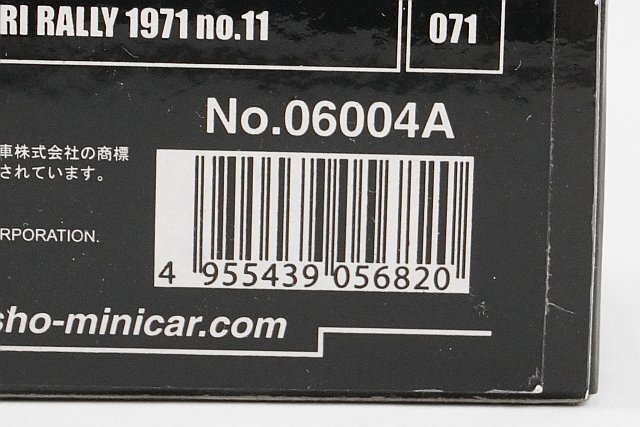 RI RALLY 1971 no.11
071
No.06004A
車株式会社の商標
されています。
RPORATION.
4 955439 056820
sho-minicar.com